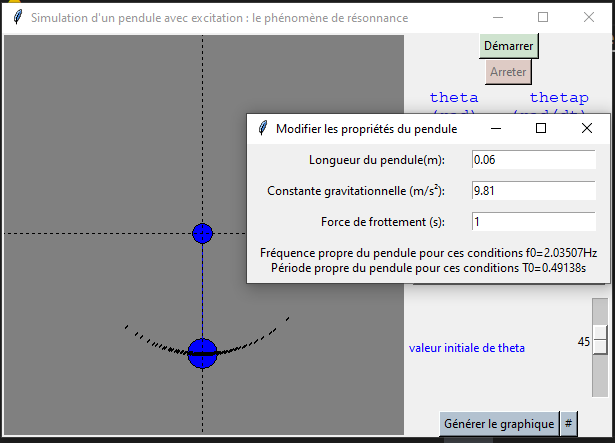 Simulation d'un pendule avec excitation : le phénomène de résonnance
Démarrer
Arreter
theta thetap
(rad) (rad/dt)
Modifier les propriétés du pendule
Longueur du pendule(m): 0.06
Constante gravitationnelle (m/s²): 9.81
Force de frottement (s): 1
Fréquence propre du pendule pour ces conditions f0=2.03507Hz
Période propre du pendule pour ces conditions T0=0.49138s
45
valeur initiale de theta
Générer le graphique #